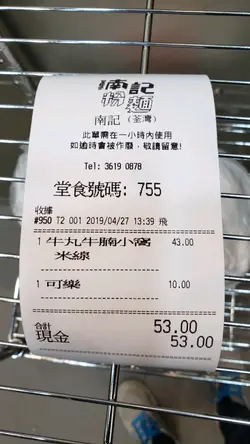 南記
粉麵
南記 (荃灣)
此單需在一小時內使用
如逾時會被作廢，敬請留意!
Tel: 3619 0878
堂食號碼: 755
收據
#950 T2 001 2019/04/27 13:39 飛
1 牛丸牛腩小窩 43.00
米線
1 可樂 10.00
合計 53.00
現金 53.00